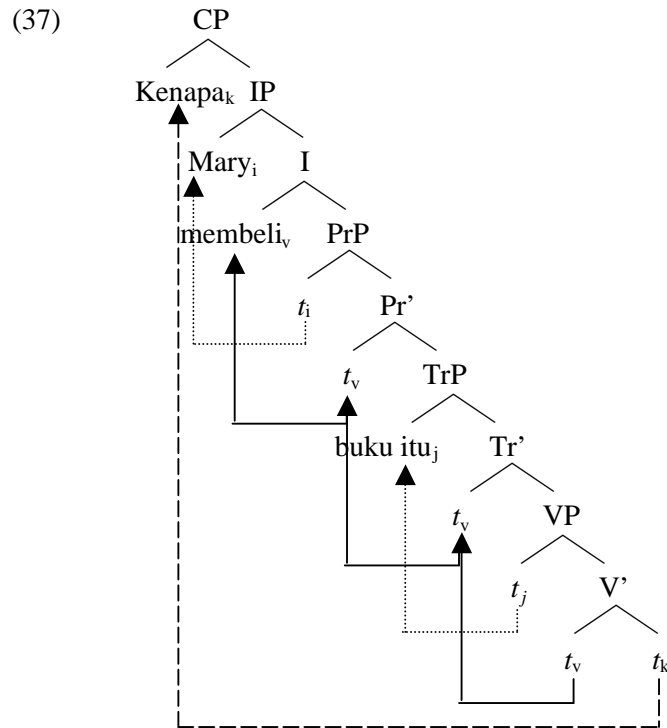 (37) CP
Kenapaₖ IP
Maryᵢ I
membeliᵥ PrP
tᵢ Pr’
tᵥ TrP
buku ituⱼ Tr’
tᵥ VP
tⱼ V’
tᵥ tₖ